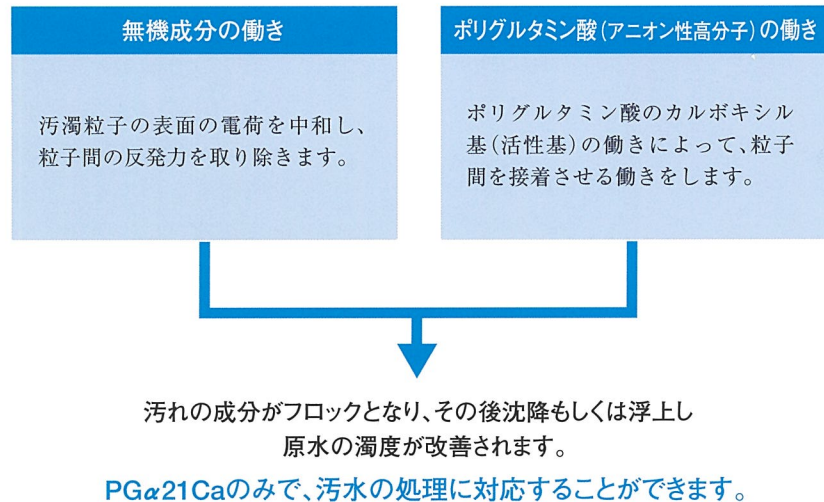 無機成分の働き
汚濁粒子の表面の電荷を中和し、
粒子間の反発力を取り除きます。
ポリグルタミン酸(アニオン性高分子)の働き
ポリグルタミン酸のカルボキシル
基(活性基)の働きによって、粒子
間を接着させる働きをします。
汚れの成分がフロックとなり、その後沈降もしくは浮上し
原水の濁度が改善されます。
PGα21Caのみで、汚水の処理に対応することができます。